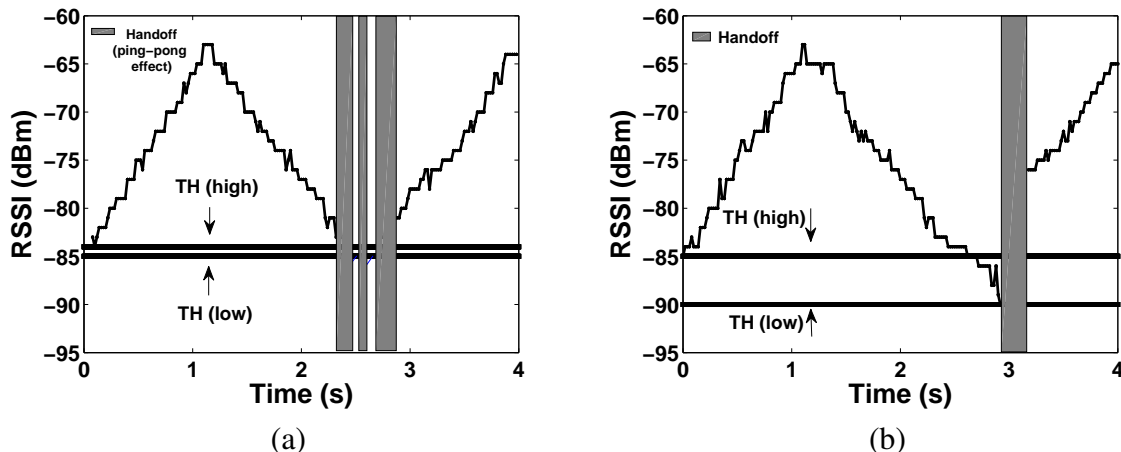 −60
−65
−70
−75
−80
−85
−90
−95
RSSI (dBm)
Handoff
(ping−pong
effect)
TH (high)
TH (low)
0
1
2
3
4
Time (s)
(a)
−60
−65
−70
−75
−80
−85
−90
−95
RSSI (dBm)
Handoff
TH (high)
TH (low)
0
1
2
3
4
Time (s)
(b)